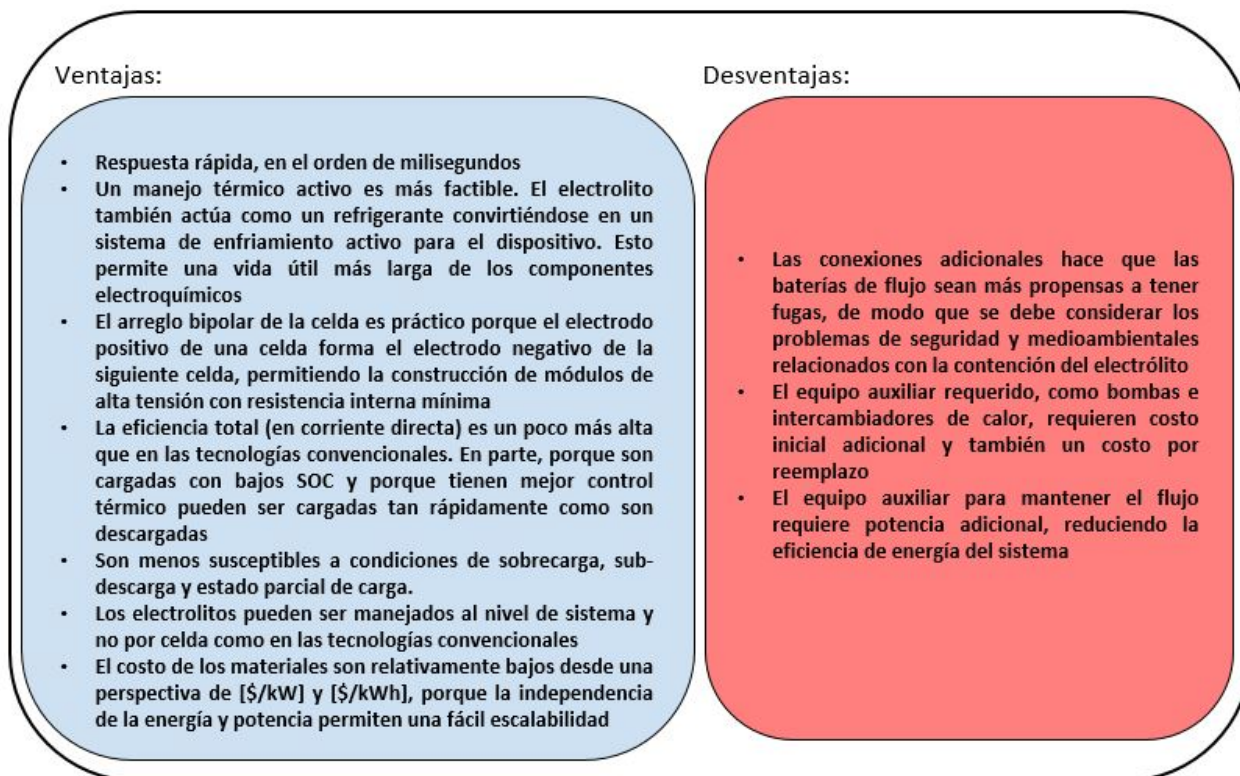 Ventajas:
• Respuesta rápida, en el orden de milisegundos
• Un manejo térmico activo es más factible. El electrolito
también actúa como un refrigerante convirtiéndose en un
sistema de enfriamiento activo para el dispositivo. Esto
permite una vida útil más larga de los componentes
electroquímicos
• El arreglo bipolar de la celda es práctico porque el electrodo
positivo de una celda forma el electrodo negativo de la
siguiente celda, permitiendo la construcción de módulos de
alta tensión con resistencia interna mínima
• La eficiencia total (en corriente directa) es un poco más alta
que en las tecnologías convencionales. En parte, porque son
cargadas con bajos SOC y porque tienen mejor control
térmico pueden ser cargadas tan rápidamente como son
descargadas
• Son menos susceptibles a condiciones de sobrecarga, sub-
descarga y estado parcial de carga.
• Los electrolitos pueden ser manejados al nivel de sistema y
no por celda como en las tecnologías convencionales
• El costo de los materiales son relativamente bajos desde una
perspectiva de [$/kW] y [$/kWh], porque la independencia
de la energía y potencia permiten una fácil escalabilidad
Desventajas:
• Las conexiones adicionales hace que las
baterías de flujo sean más propensas a tener
fugas, de modo que se debe considerar los
problemas de seguridad y medioambientales
relacionados con la contención del electrólito
• El equipo auxiliar requerido, como bombas e
intercambiadores de calor, requieren costo
inicial adicional y también un costo por
reemplazo
• El equipo auxiliar para mantener el flujo
requiere potencia adicional, reduciendo la
eficiencia de energía del sistema